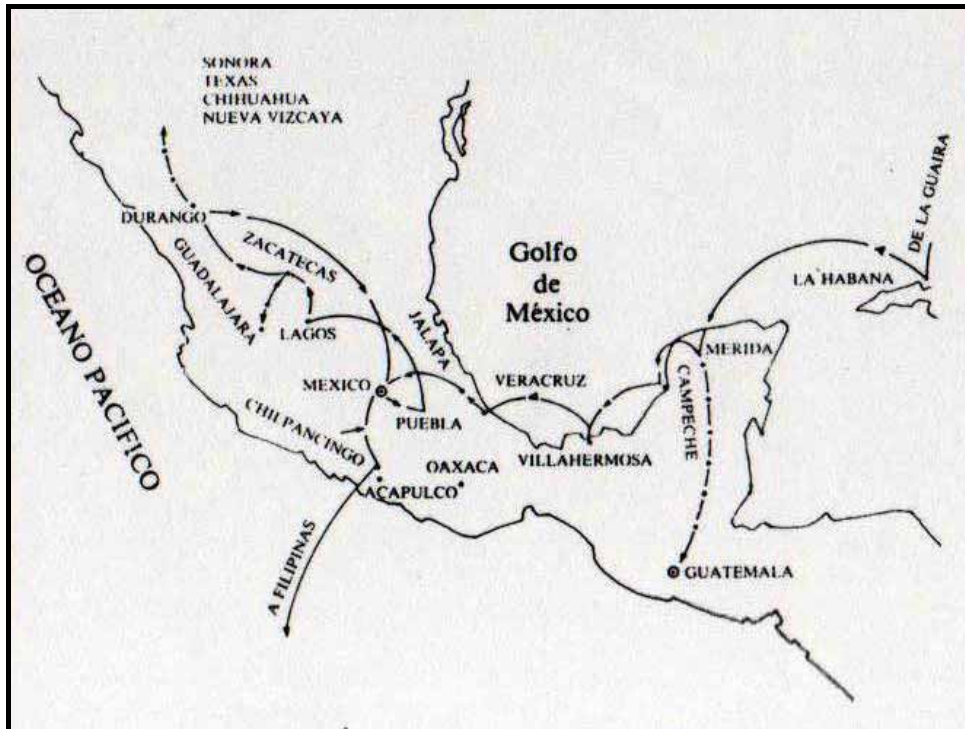 SONORA
TEXAS
CHIHUAHUA
NUEVA VIZCAYA
DE LA GUAIRA
DURANGO
ZACATECAS
GUADALAJARA
OCEANO PACIFICO
Golfo
de
México
LA HABANA
LAGOS
JALAPA
MERIDA
MEXICO
VERACRUZ
CAMPECHE
CHILPANCINGO
PUEBLA
OAXACA
VILLAHERMOSA
ACAPULCO
A FILIPINAS
GUATEMALA